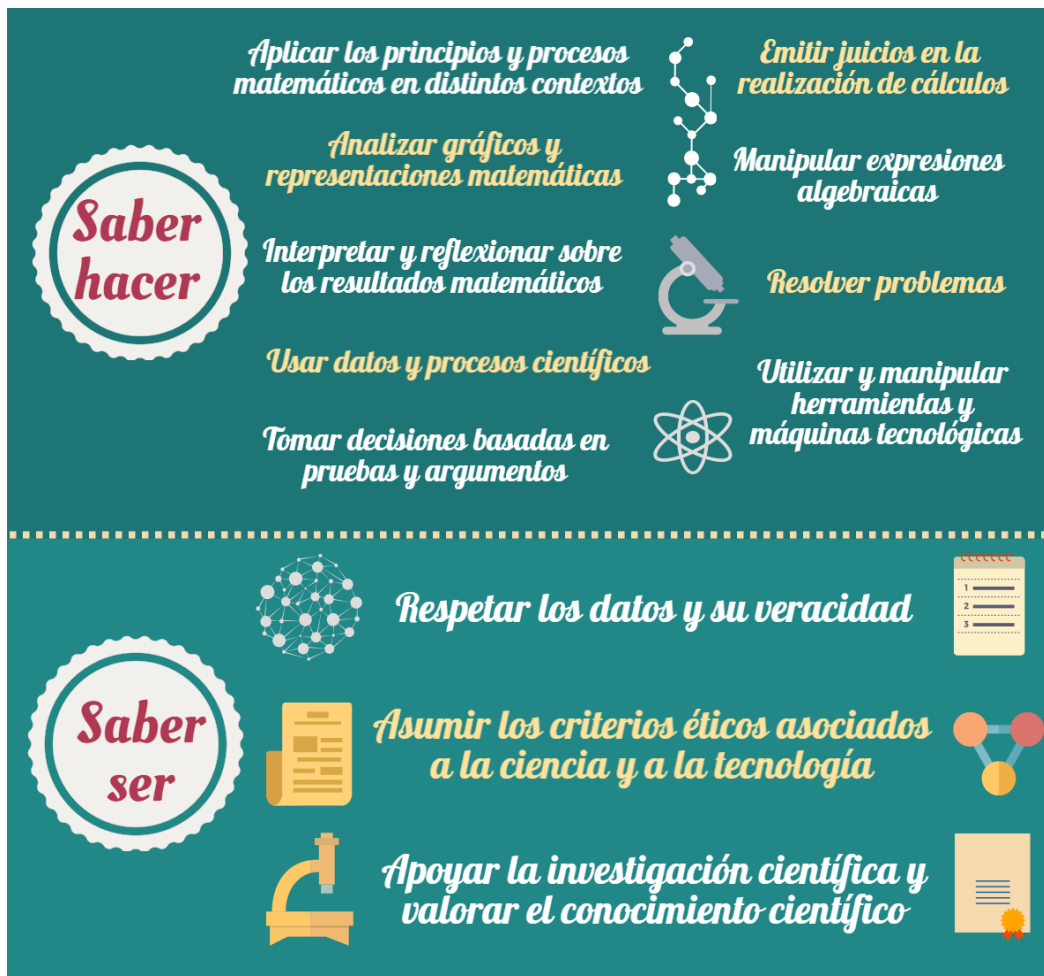 Saber
hacer
Aplicar los principios y procesos
matemáticos en distintos contextos
Analizar gráficos y
representaciones matemáticas
Interpretar y reflexionar sobre
los resultados matemáticos
Usar datos y procesos científicos
Tomar decisiones basadas en
pruebas y argumentos
Emitir juicios en la
realización de cálculos
Manipular expresiones
algebraicas
Resolver problemas
Utilizar y manipular
herramientas y
máquinas tecnológicas
Saber
ser
Respetar los datos y su veracidad
1
2
3
Asumir los criterios éticos asociados
a la ciencia y a la tecnología
Apoyar la investigación científica y
valorar el conocimiento científico